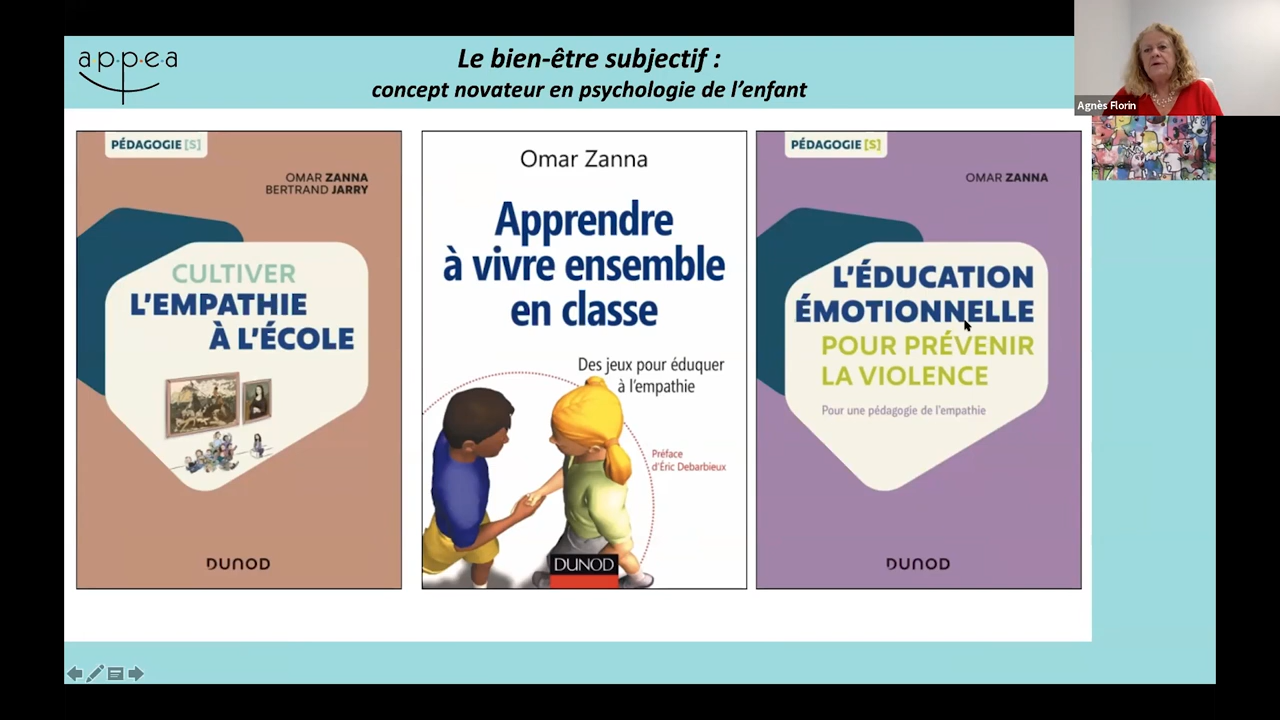 a·p·p·e·a
Le bien-être subjectif :
concept novateur en psychologie de l’enfant
Agnès Florin
PÉDAGOGIE [S]
OMAR ZANNA
BERTRAND JARRY
CULTIVER
L’EMPATHIE
À L’ÉCOLE
DUNOD
Omar Zanna
Apprendre
à vivre ensemble
en classe
Des jeux pour éduquer
à l’empathie
Préface
d’Éric Debarbieux
DUNOD
PÉDAGOGIE [S]
OMAR ZANNA
L’ÉDUCATION
ÉMOTIONNELLE
POUR PRÉVENIR
LA VIOLENCE
Pour une pédagogie de l’empathie
DUNOD